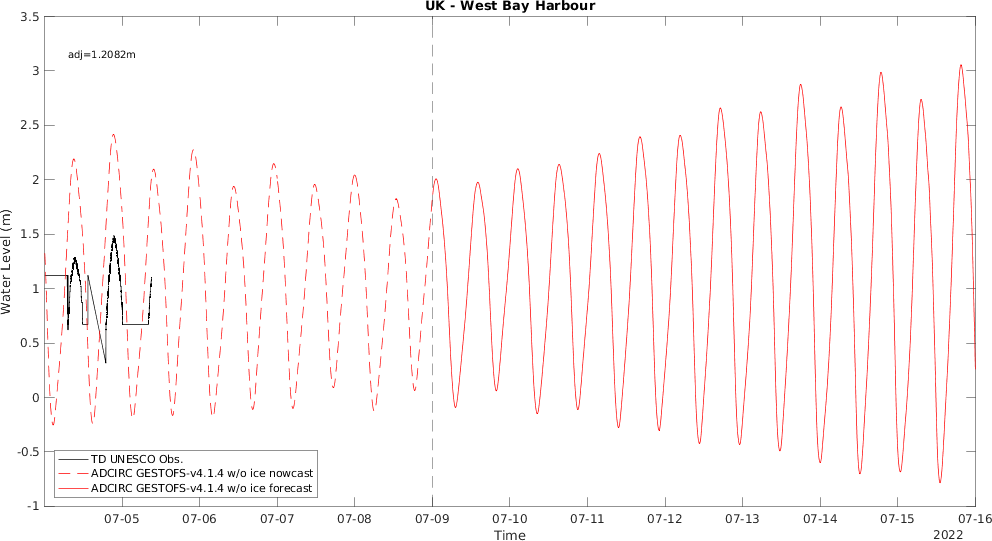 UK - West Bay Harbour
3.5
adj=1.2082m
3
2.5
2
1.5
1
0.5
0
-0.5
-1
Water Level (m)
TD UNESCO Obs.
ADCIRC GESTOFS-v4.1.4 w/o ice nowcast
ADCIRC GESTOFS-v4.1.4 w/o ice forecast
07-05 07-06 07-07 07-08 07-09 07-10 07-11 07-12 07-13 07-14 07-15 07-16
Time
2022